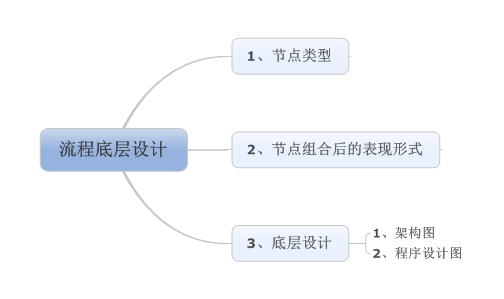 流程底层设计
1、节点类型
2、节点组合后的表现形式
3、底层设计
1、架构图
2、程序设计图